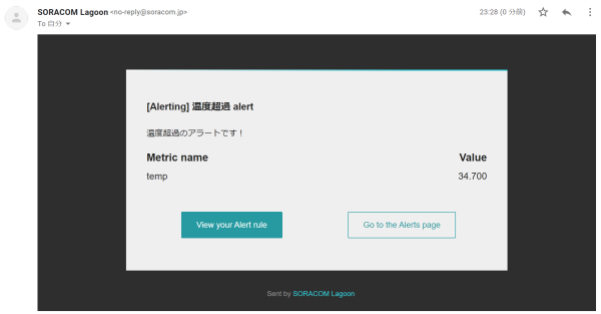 SORACOM Lagoon <no-reply@soracom.jp>
23:28 (0 分前)
To 自分
[Alerting] 温度超過 alert
温度超過のアラートです！
Metric name Value
temp 34.700
View your Alert rule Go to the Alerts page
Sent by SORACOM Lagoon